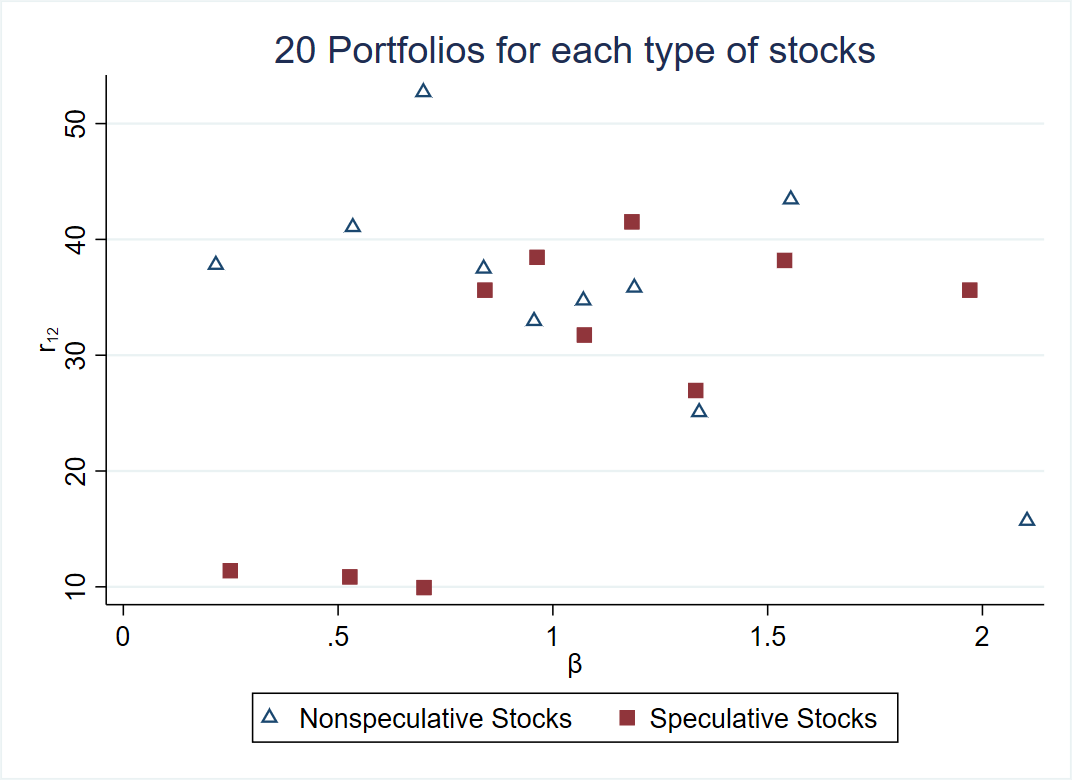 20 Portfolios for each type of stocks
50
40
30
20
10
r₁₂
0 .5 1 1.5 2
β
Nonspeculative Stocks Speculative Stocks